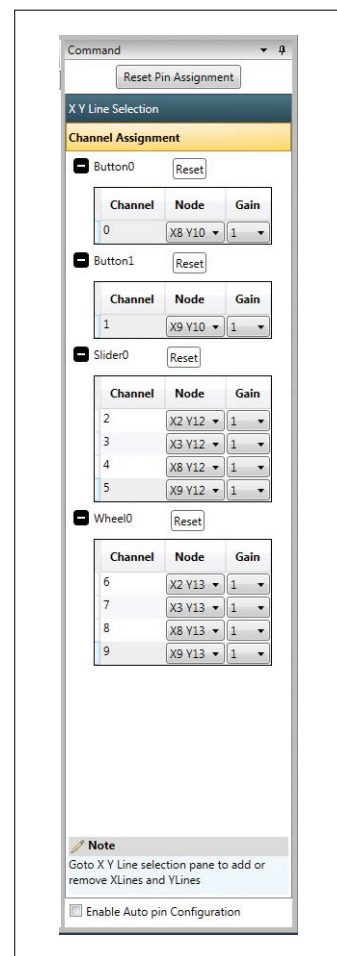 Command
Reset Pin Assignment
X Y Line Selection
Channel Assignment
Button0 Reset
Channel Node Gain
0 X8 Y10 1
Button1 Reset
Channel Node Gain
1 X9 Y10 1
Slider0 Reset
Channel Node Gain
2 X2 Y12 1
3 X3 Y12 1
4 X8 Y12 1
5 X9 Y12 1
Wheel0 Reset
Channel Node Gain
6 X2 Y13 1
7 X3 Y13 1
8 X8 Y13 1
9 X9 Y13 1
Note
Goto X Y Line selection pane to add or
remove XLines and YLines
Enable Auto pin Configuration